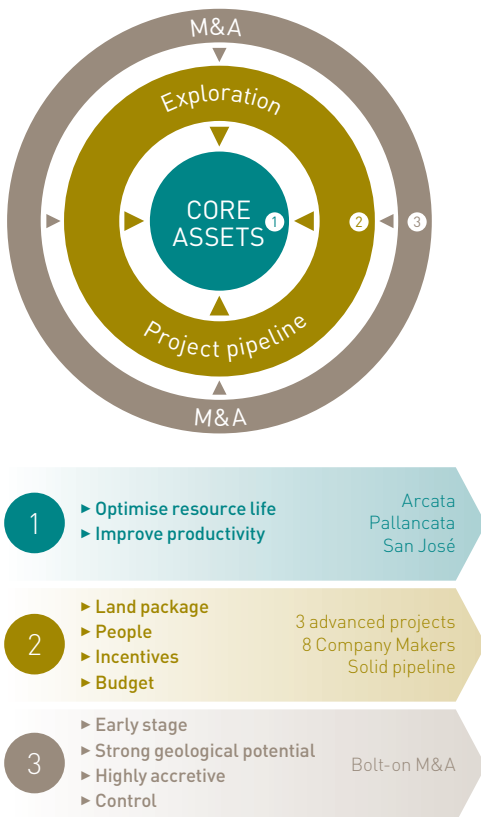 M&A
Exploration
CORE
ASSETS
1
2
3
Project pipeline
M&A
1
▸ Optimise resource life
▸ Improve productivity
Arcata
Pallancata
San José
2
▸ Land package
▸ People
▸ Incentives
▸ Budget
3 advanced projects
8 Company Makers
Solid pipeline
3
▸ Early stage
▸ Strong geological potential
▸ Highly accretive
▸ Control
Bolt-on M&A